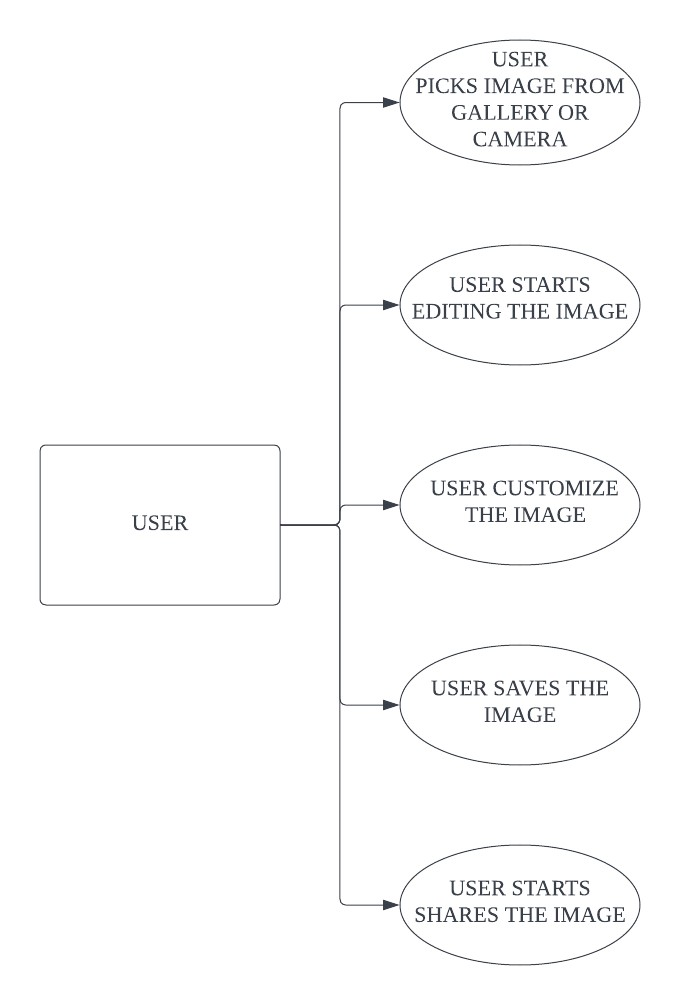 USER
PICKS IMAGE FROM
GALLERY OR
CAMERA
USER STARTS
EDITING THE IMAGE
USER CUSTOMIZE
THE IMAGE
USER
USER SAVES THE
IMAGE
USER STARTS
SHARES THE IMAGE